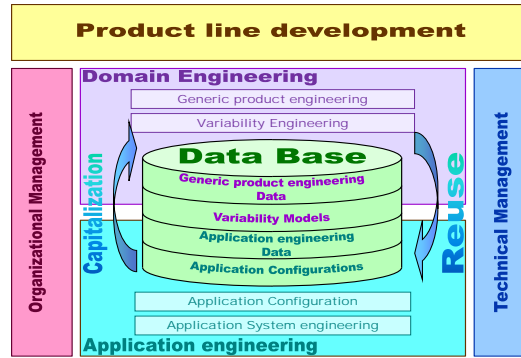 Product line development
Organizational Management
Domain Engineering
Generic product engineering
Variability Engineering
Capitalization
Data Base
Generic product engineering
Data
Variability Models
Application engineering
Data
Application Configurations
Reuse
Application Configuration
Application System engineering
Application engineering
Technical Management